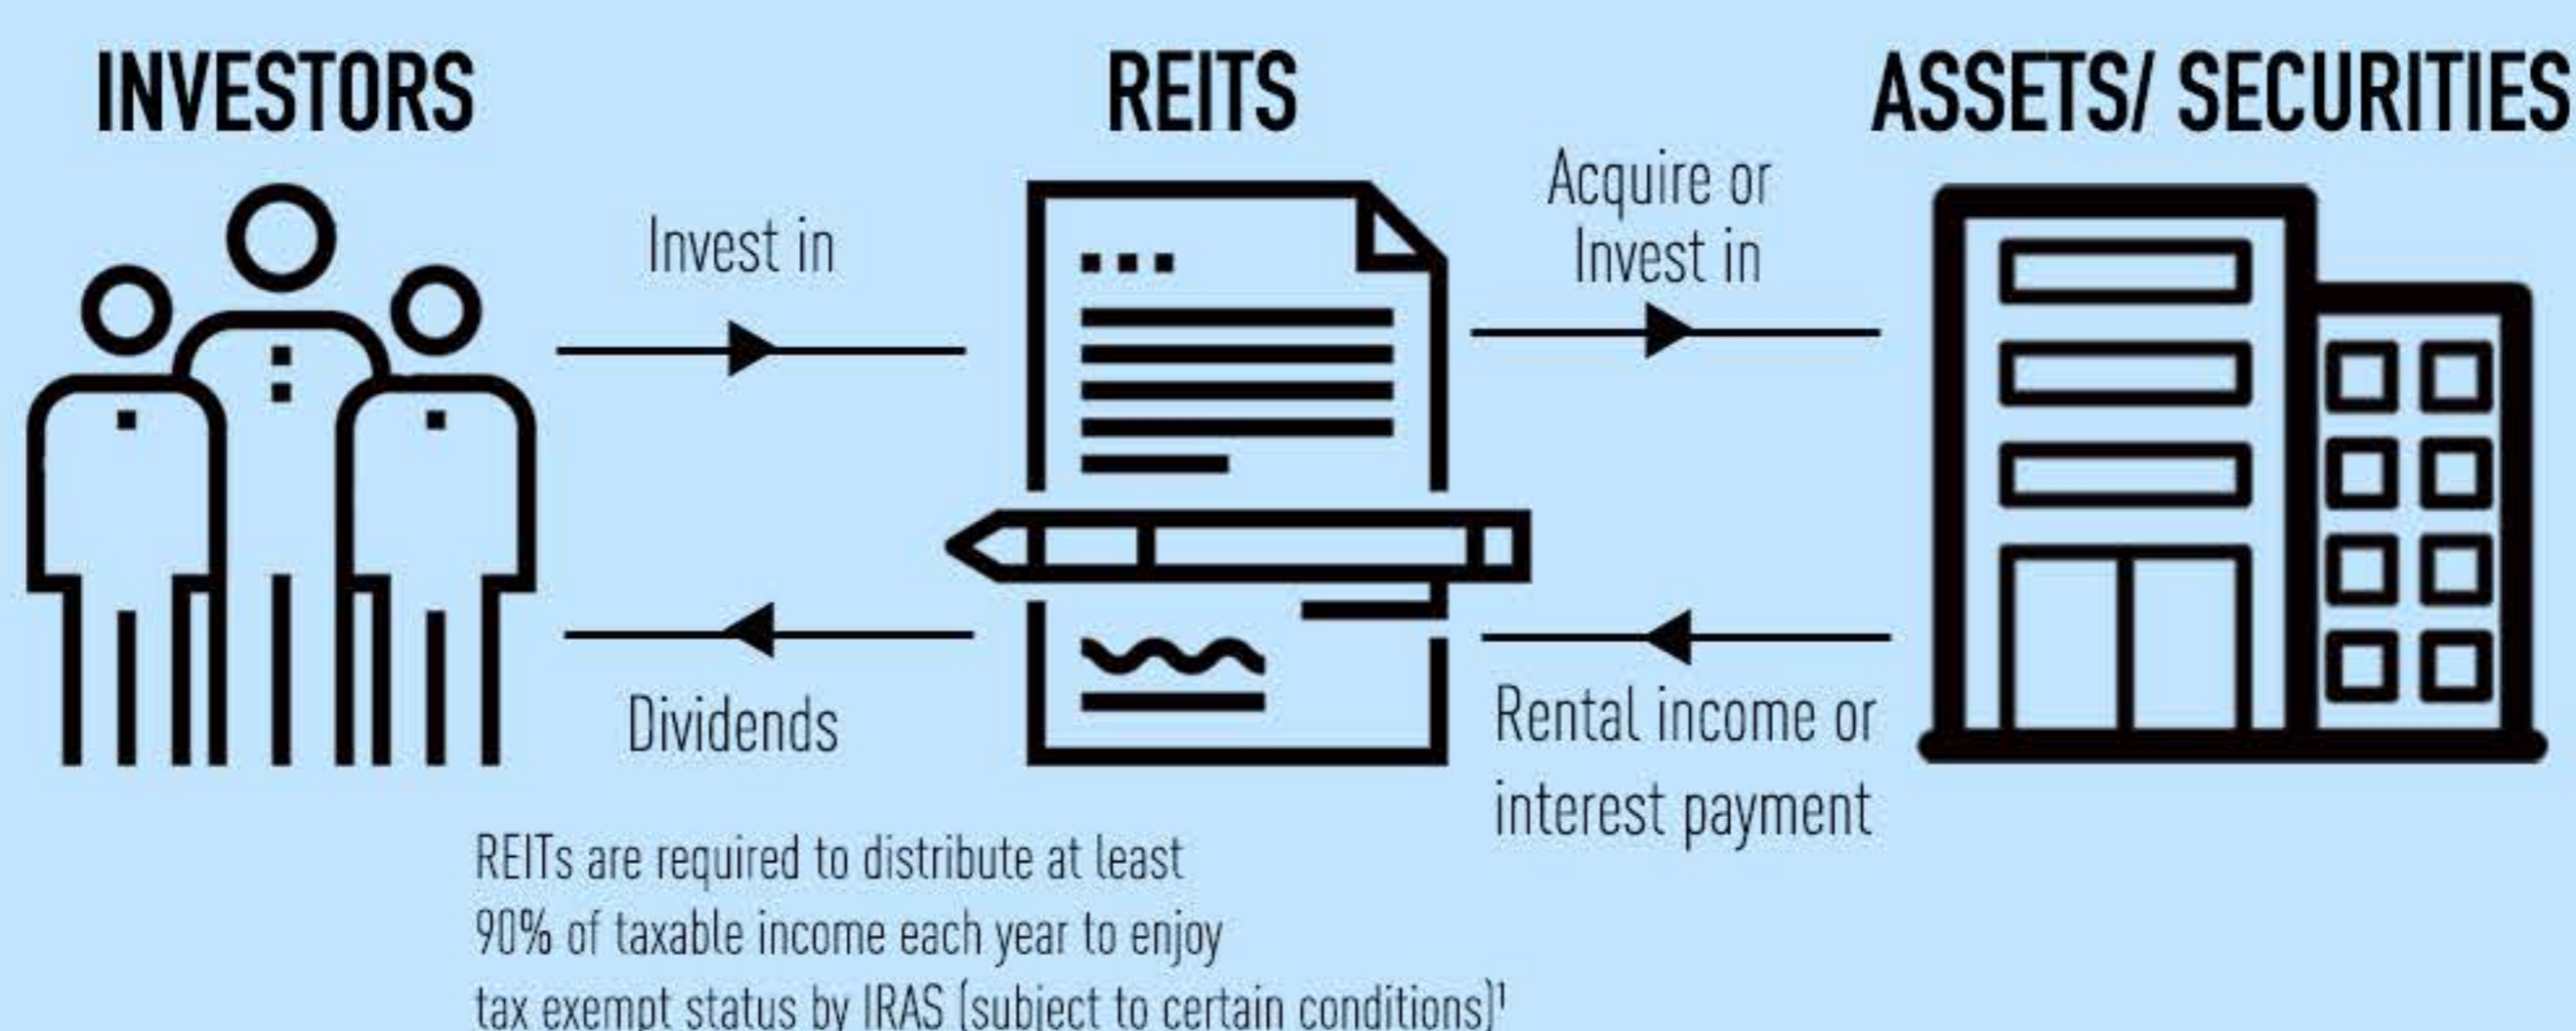 INVESTORS
REITS
ASSETS/ SECURITIES
Invest in
Acquire or
Invest in
Dividends
Rental income or
interest payment
REITs are required to distribute at least
90% of taxable income each year to enjoy
tax exempt status by IRAS (subject to certain conditions)¹